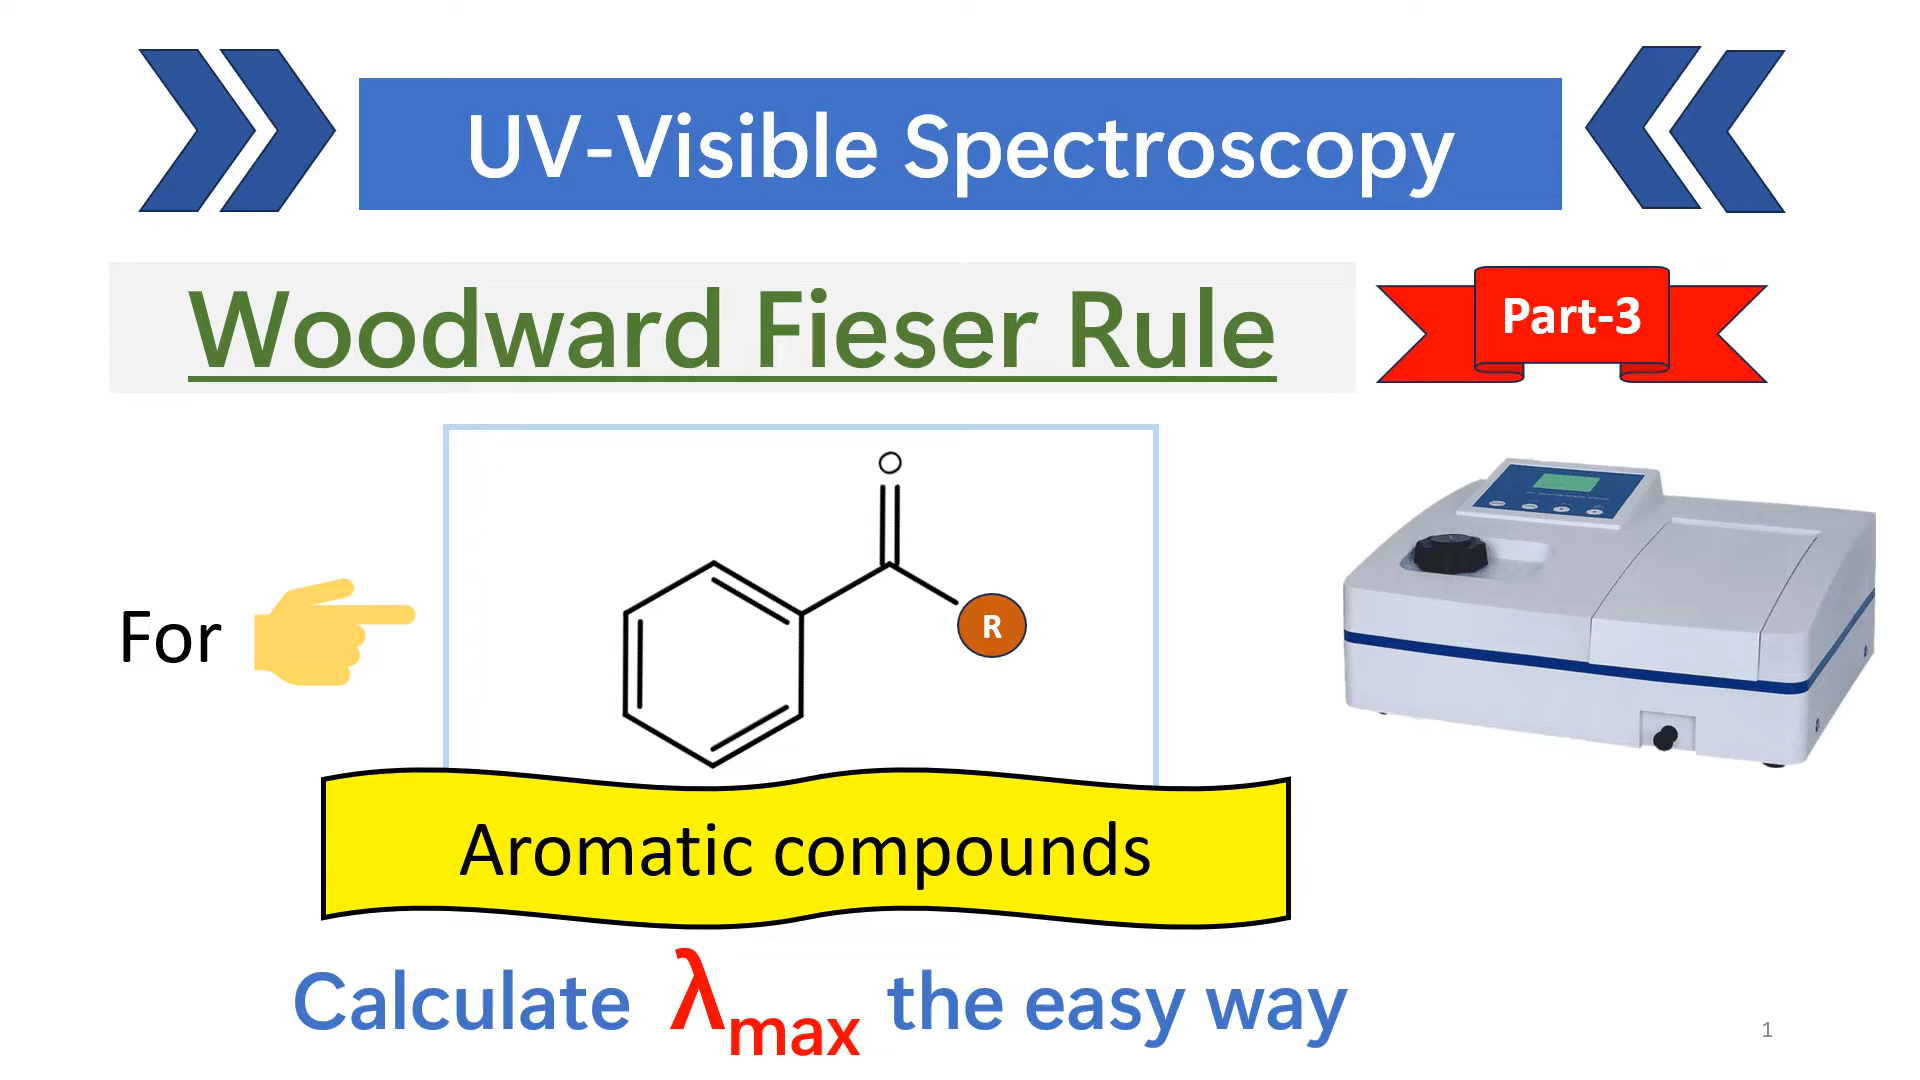 UV-Visible Spectroscopy
Woodward Fieser Rule
Part-3
O
R
For
Aromatic compounds
Calculate λmax the easy way
1